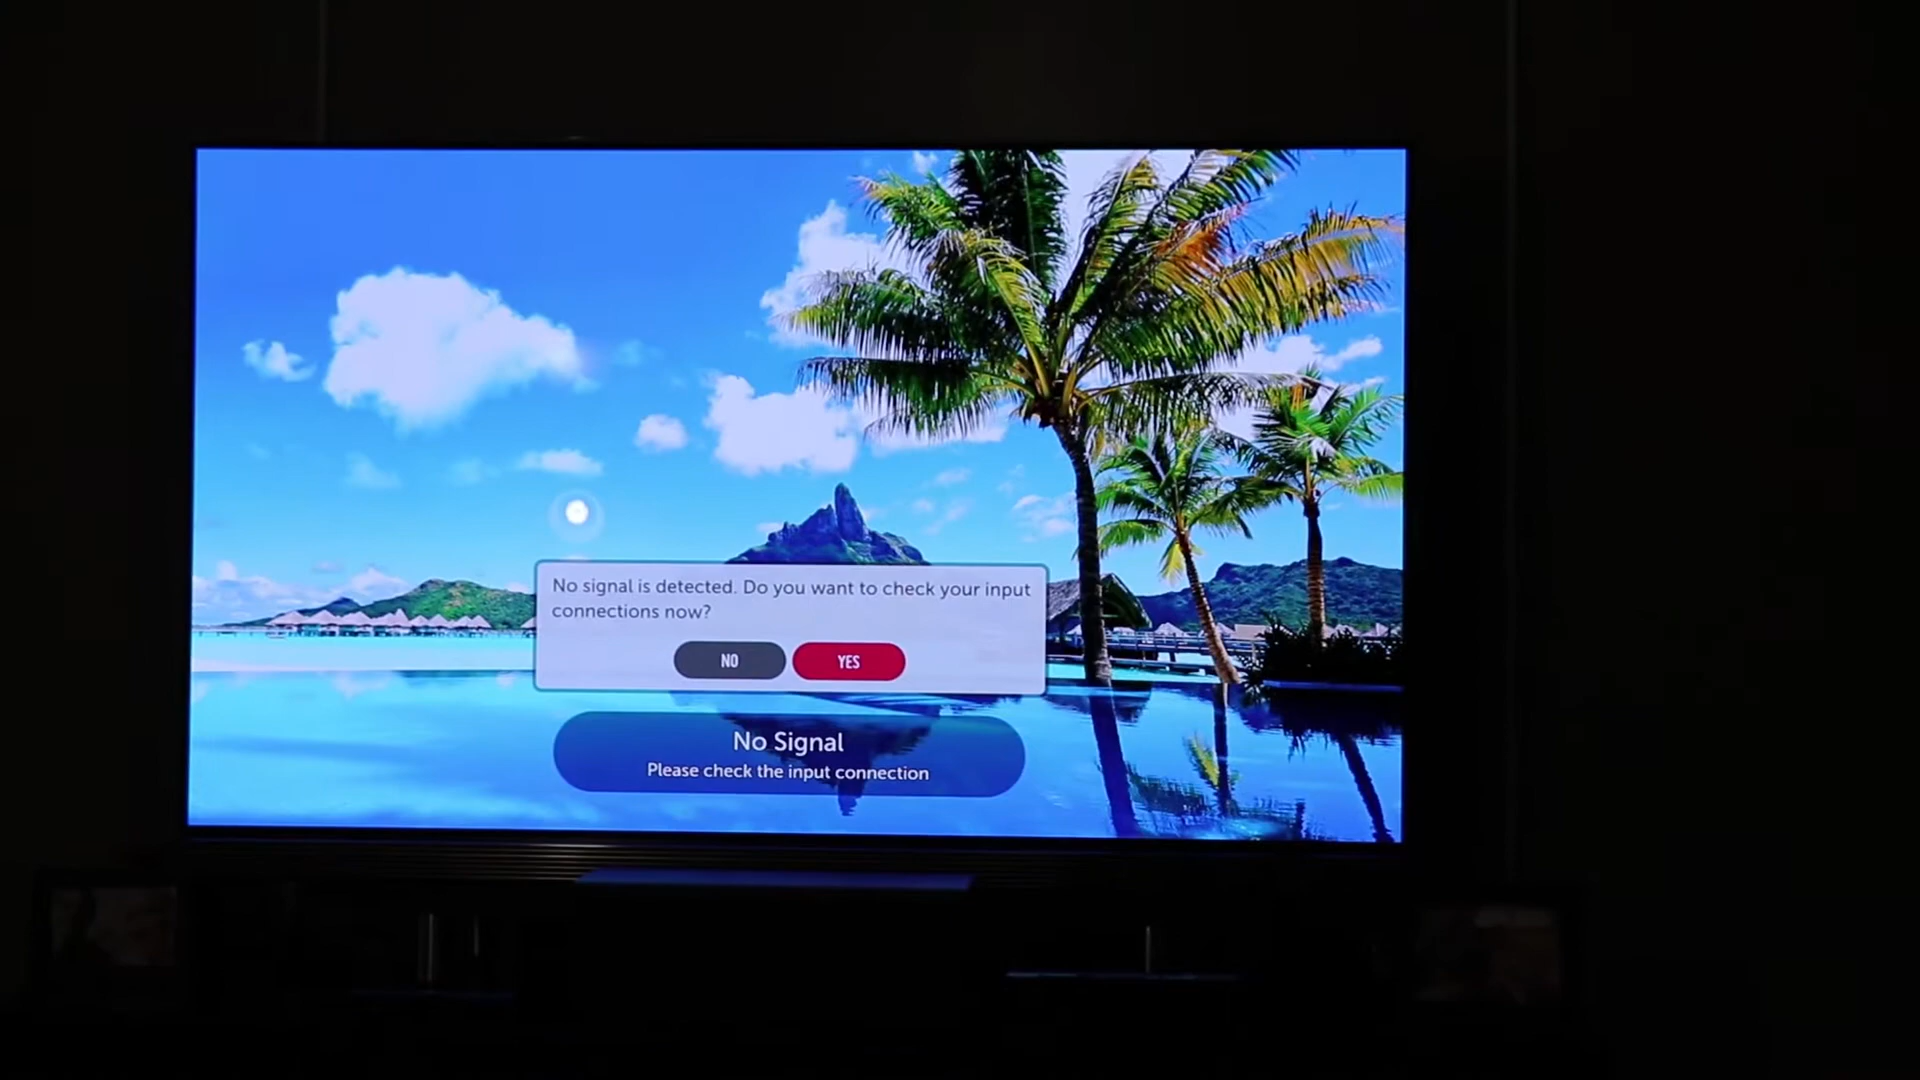 No signal is detected. Do you want to check your input
connections now?
NO
YES
No Signal
Please check the input connection